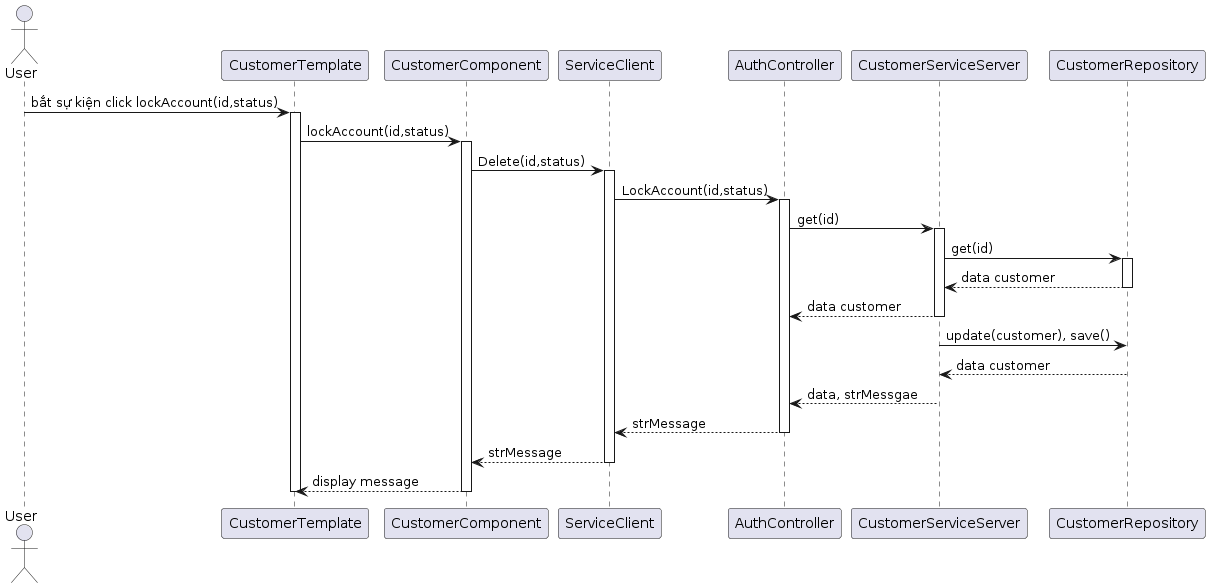 User
CustomerTemplate
CustomerComponent
ServiceClient
AuthController
CustomerServiceServer
CustomerRepository
bắt sự kiện click lockAccount(id,status)
lockAccount(id,status)
Delete(id,status)
LockAccount(id,status)
get(id)
get(id)
data customer
data customer
update(customer), save()
data customer
data, strMessgae
strMessage
strMessage
display message
User
CustomerTemplate
CustomerComponent
ServiceClient
AuthController
CustomerServiceServer
CustomerRepository